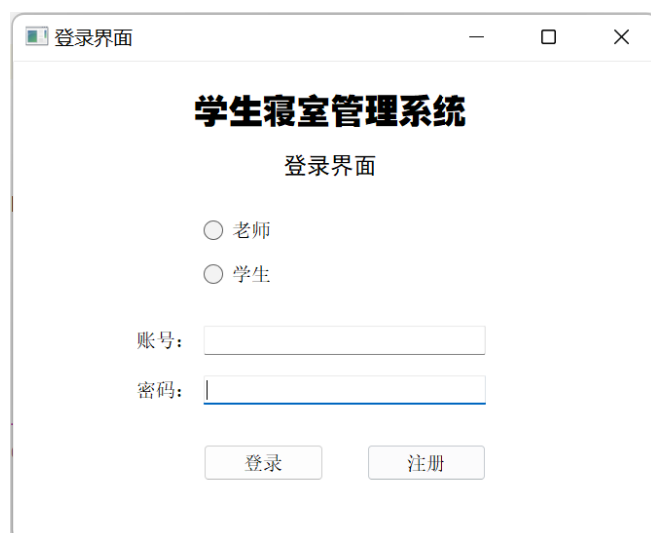 登录界面
学生寝室管理系统
登录界面
老师
学生
账号：
密码：
登录 注册